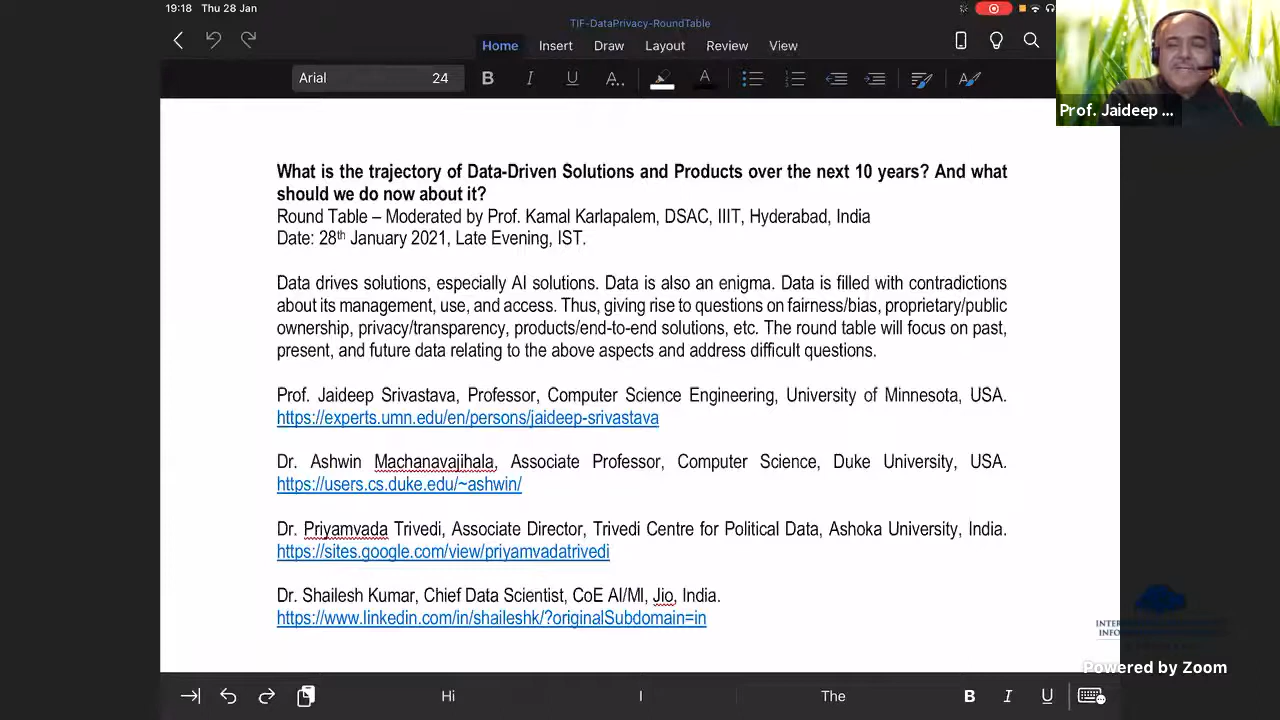 19:18 Thu 28 Jan
TIF-DataPrivacy-RoundTable
Home Insert Draw Layout Review View
Arial 24 B I U A.. A
Prof. Jaideep ...
What is the trajectory of Data-Driven Solutions and Products over the next 10 years? And what
should we do now about it?
Round Table – Moderated by Prof. Kamal Karlapalem, DSAC, IIIT, Hyderabad, India
Date: 28th January 2021, Late Evening, IST.
Data drives solutions, especially AI solutions. Data is also an enigma. Data is filled with contradictions
about its management, use, and access. Thus, giving rise to questions on fairness/bias, proprietary/public
ownership, privacy/transparency, products/end-to-end solutions, etc. The round table will focus on past,
present, and future data relating to the above aspects and address difficult questions.
Prof. Jaideep Srivastava, Professor, Computer Science Engineering, University of Minnesota, USA.
https://experts.umn.edu/en/persons/jaideep-srivastava
Dr. Ashwin Machanavajihala, Associate Professor, Computer Science, Duke University, USA.
https://users.cs.duke.edu/~ashwin/
Dr. Priyamvada Trivedi, Associate Director, Trivedi Centre for Political Data, Ashoka University, India.
https://sites.google.com/view/priyamvadatrivedi
Dr. Shailesh Kumar, Chief Data Scientist, CoE AI/Ml, Jio, India.
https://www.linkedin.com/in/shaileshk/?originalSubdomain=in
Powered by Zoom
Hi I The B I U